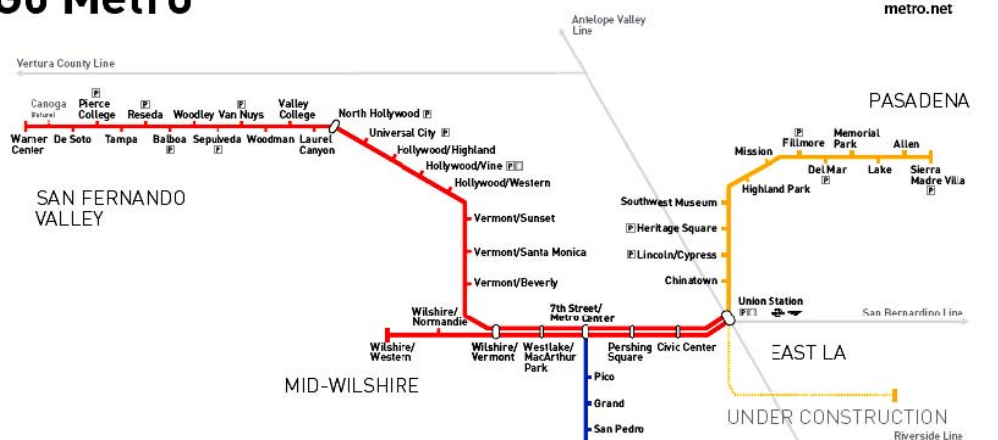 Go Metro
metro.net
Antelope Valley
Line
Vertura County Line
PASADENA
Canoga
(Future)
P
Pierce
College
P
Reseda
Woodley
P
Van Nuys
Valley
College
North Hollywood P
Warner
Center
De Soto
Tampa
Balboa
P
Sepulveda
P
Woodman
Laurel
Canyon
Universal City P
Hollywood/Highland
Hollywood/Vine P
Hollywood/Western
SAN FERNANDO
VALLEY
Vermont/Sunset
Vermont/Santa Monica
Vermont/Beverly
Mission
P
Fillmore
Memorial
Park
Allen
Del Mar
P
Lake
Sierra
Madre Villa
P
Highland Park
Southwest Museum
P Heritage Square
P Lincoln/Cypress
Chinatown
Union Station
P
San Bernardino Line
Wilshire/
Normandie
7th Street/
Metro Center
Wilshire/
Western
Wilshire/
Vermont
Westlake/
MacArthur
Park
Pershing
Square
Civic Center
EAST LA
MID-WILSHIRE
Pico
Grand
San Pedro
UNDER CONSTRUCTION
Riverside Line